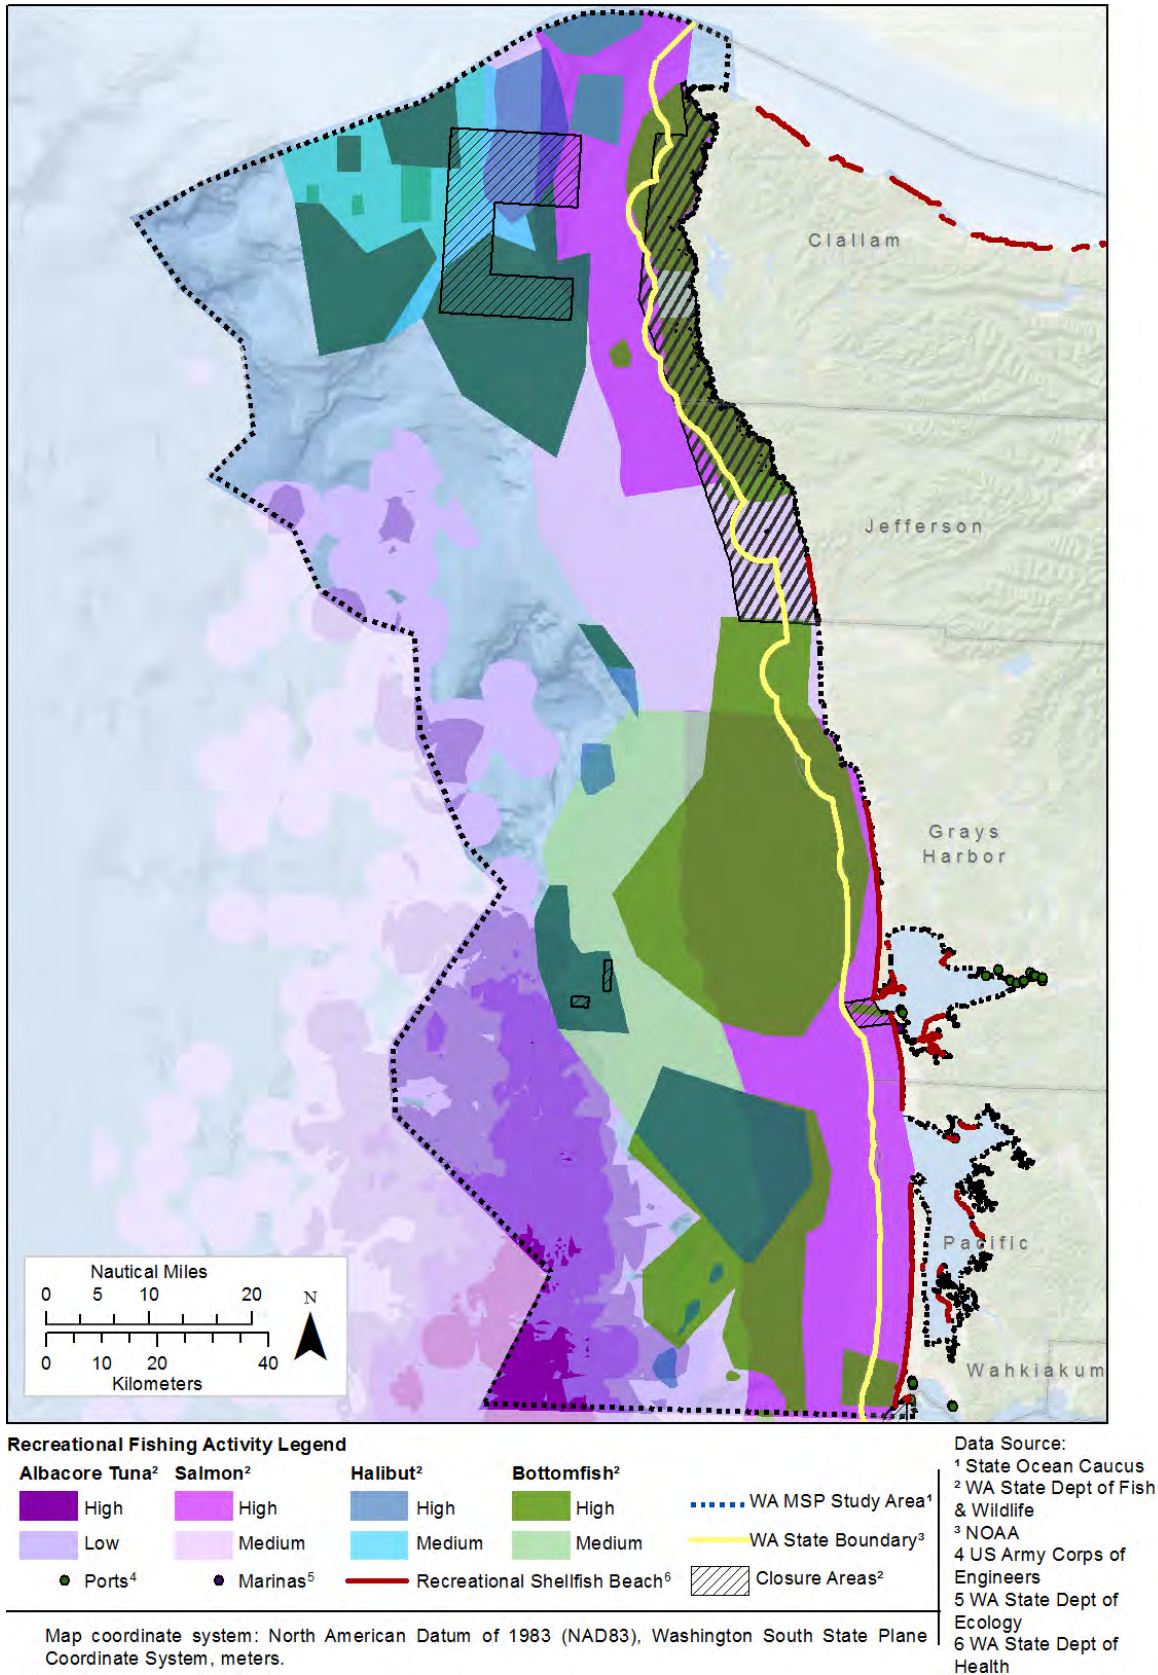 Clallam
Jefferson
Grays
Harbor
Pacific
Wahkiakum
Nautical Miles
0 5 10 20
N
0 10 20 40
Kilometers
Recreational Fishing Activity Legend
Albacore Tuna² Salmon² Halibut² Bottomfish²
High High High High
Low Medium Medium Medium
Ports⁴ Marinas⁵ Recreational Shellfish Beach⁶
WA MSP Study Area¹
WA State Boundary³
Closure Areas²
Map coordinate system: North American Datum of 1983 (NAD83), Washington South State Plane
Coordinate System, meters.
Data Source:
¹ State Ocean Caucus
² WA State Dept of Fish
& Wildlife
³ NOAA
4 US Army Corps of
Engineers
5 WA State Dept of
Ecology
6 WA State Dept of
Health